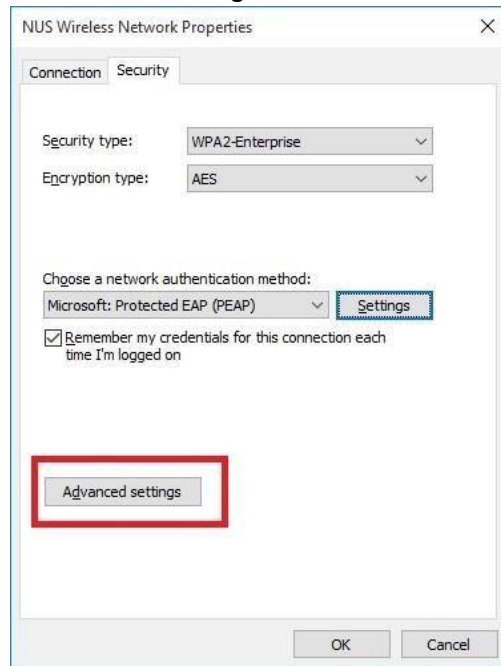 NUS Wireless Network Properties
Connection Security
Security type: WPA2-Enterprise
Encryption type: AES
Choose a network authentication method:
Microsoft: Protected EAP (PEAP) Settings
Remember my credentials for this connection each
time I'm logged on
Advanced settings
OK Cancel